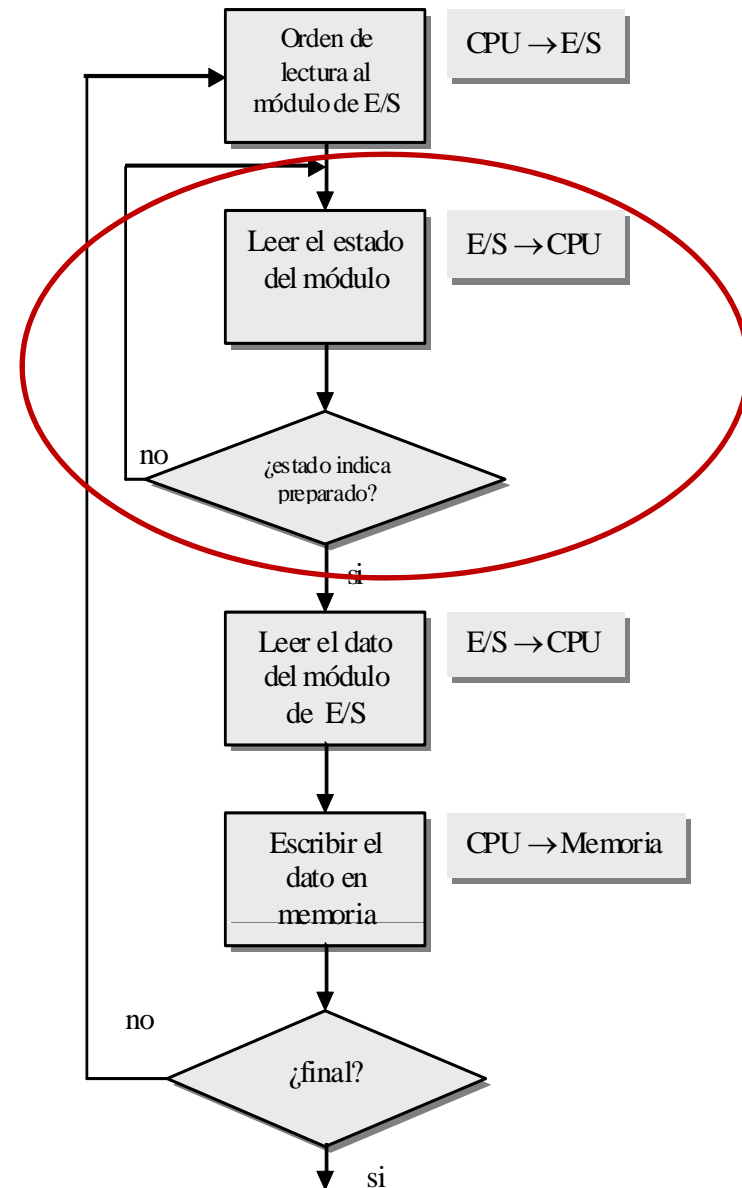 Orden de
lectura al
módulo de E/S
CPU → E/S
Leer el estado
del módulo
E/S → CPU
no
¿estado indica
preparado?
si
Leer el dato
del módulo
de E/S
E/S → CPU
Escribir el
dato en
memoria
CPU → Memoria
no
¿final?
si